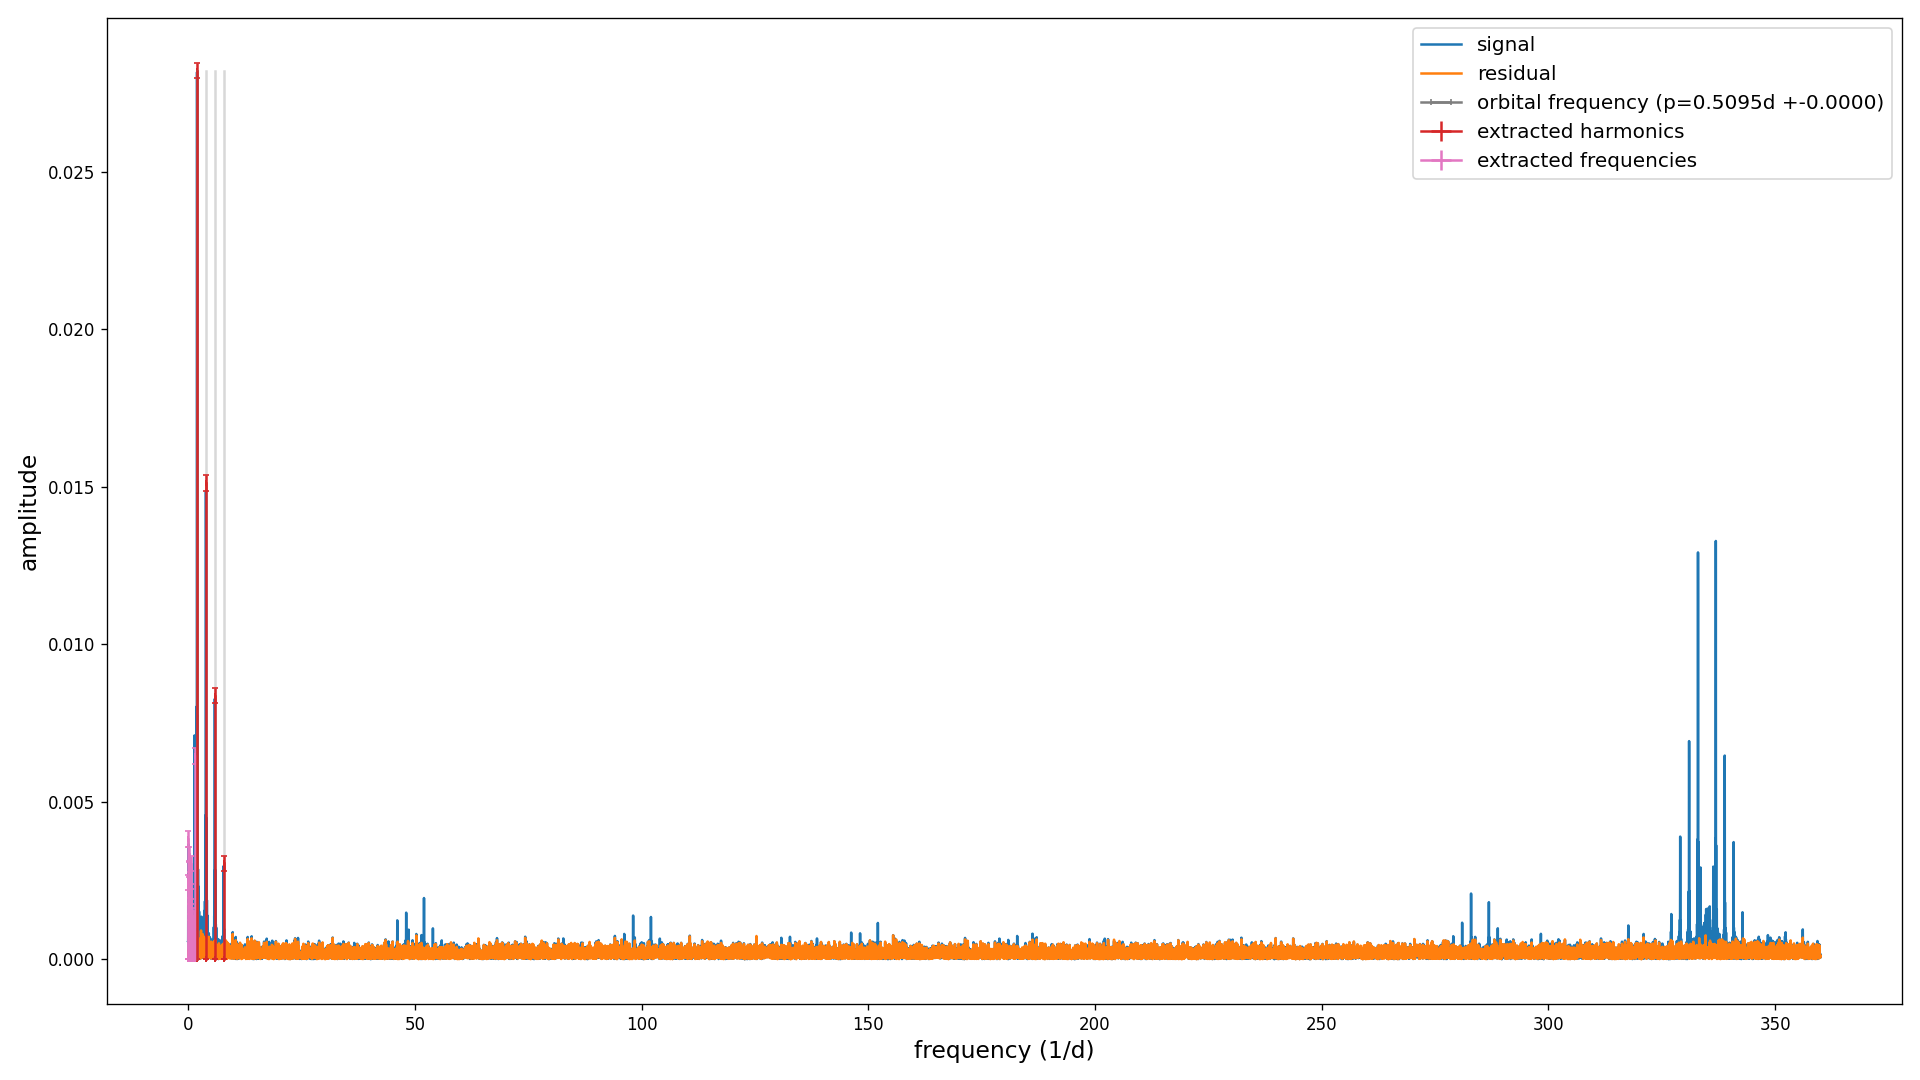 signal
residual
orbital frequency (p=0.5095d +-0.0000)
extracted harmonics
extracted frequencies
0.025
0.020
0.015
0.010
0.005
0.000
amplitude
0 50 100 150 200 250 300 350
frequency (1/d)